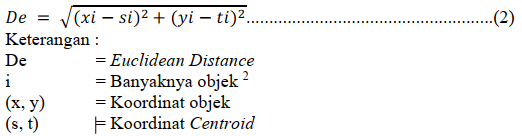 De = √(xi − si)² + (yi − ti)²..........................................................(2)
Keterangan :
De = Euclidean Distance
i = Banyaknya objek ²
(x, y) = Koordinat objek
(s, t) = Koordinat Centroid